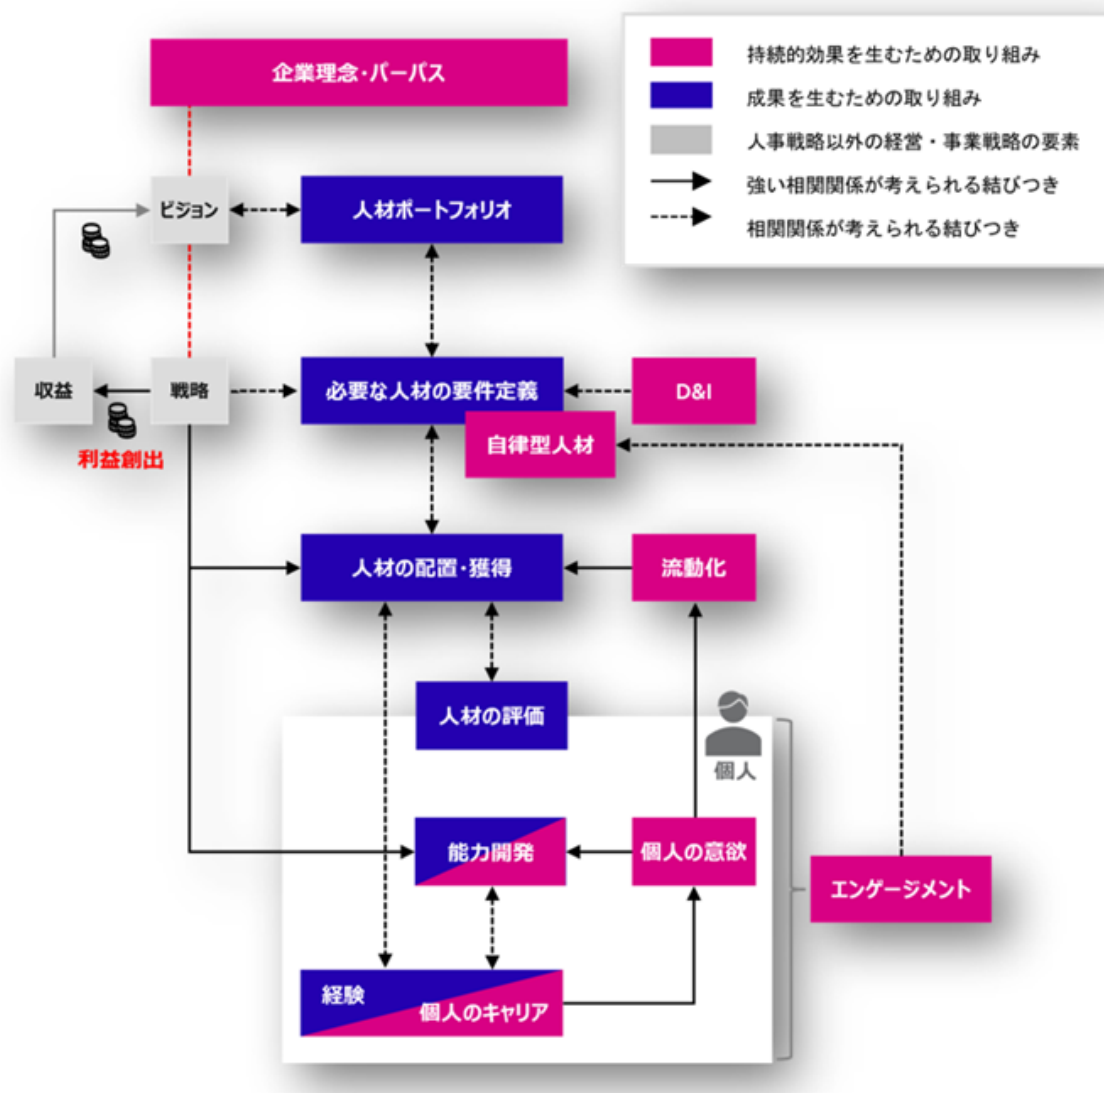 企業理念・パーパス
持続的効果を生むための取り組み
成果を生むための取り組み
人事戦略以外の経営・事業戦略の要素
強い相関関係が考えられる結びつき
相関関係が考えられる結びつき
ビジョン
人材ポートフォリオ
収益
戦略
必要な人材の要件定義
D&I
自律型人材
利益創出
人材の配置・獲得
流動化
人材の評価
個人
能力開発
個人の意欲
エンゲージメント
経験
個人のキャリア